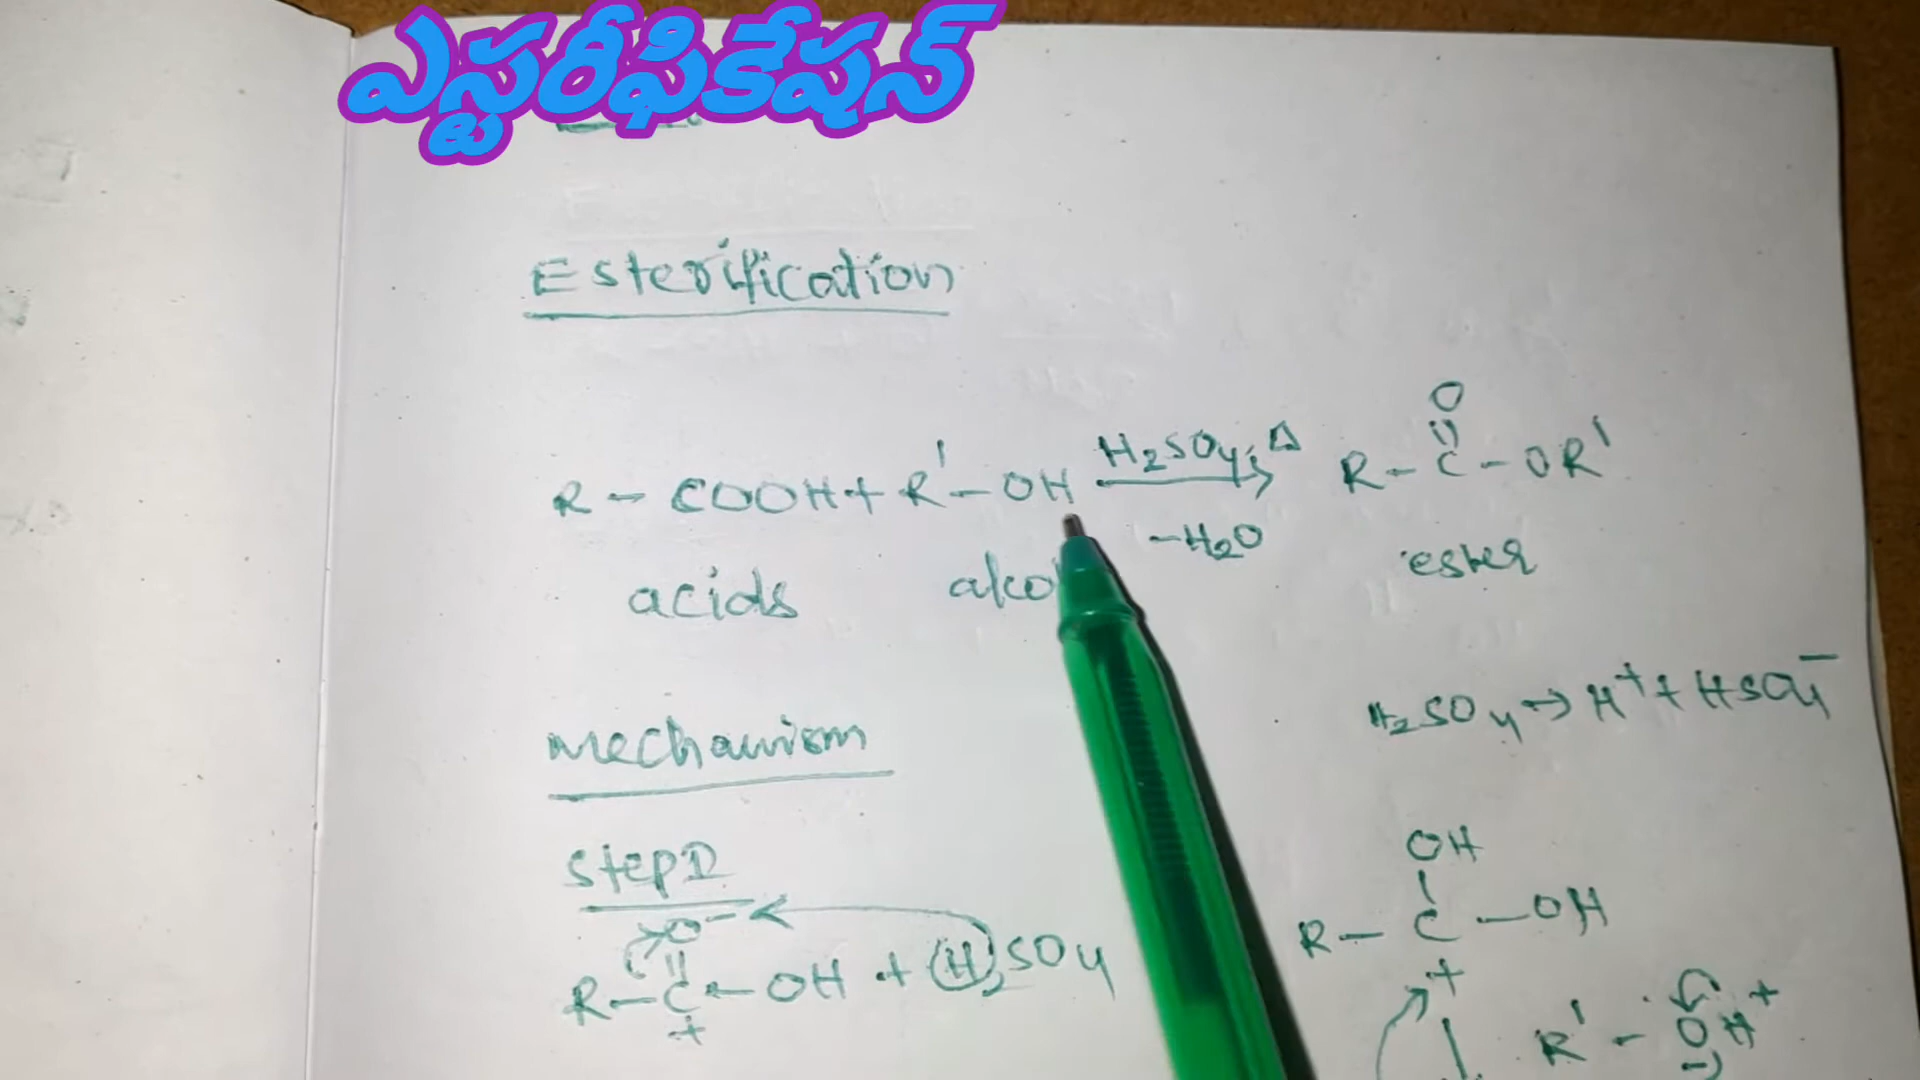 ఎస్టరీఫికేషన్
Esterification
R - COOH + R' - OH H₂SO₄, Δ → R - C - OR'
O
||
-H₂O
acids alco ester
H₂SO₄ → H⁺ + HSO₄⁻
Mechanism
Step I
O⁻
||
R - C - OH + H₂SO₄
+
OH
|
R - C - OH
+
R' - O H⁺